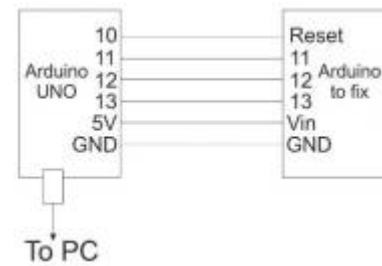 10 Reset
11 11
Arduino UNO 12 12 Arduino to fix
13 13
5V Vin
GND GND
To PC